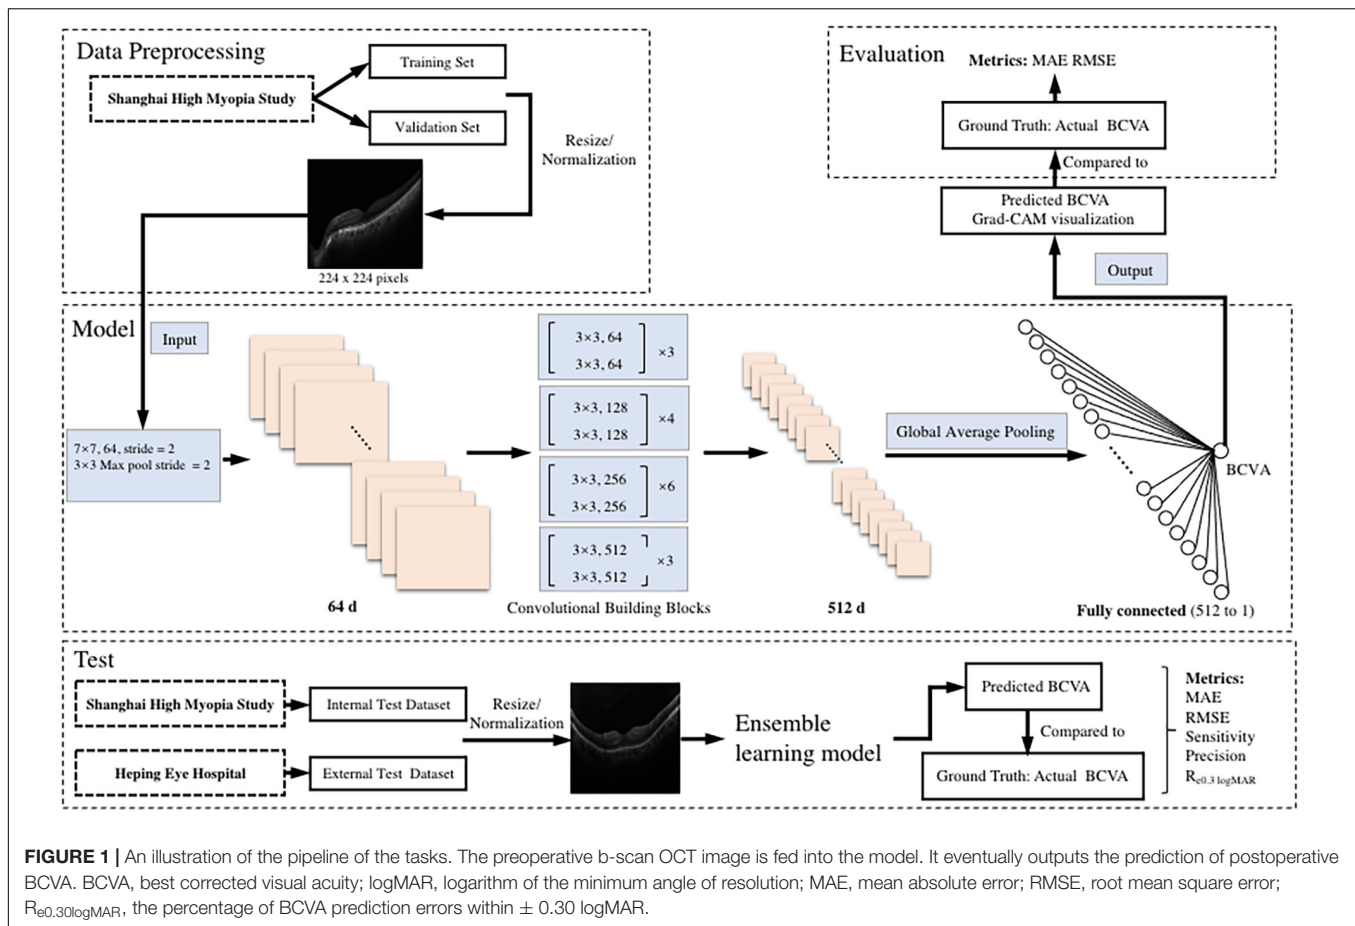 Data Preprocessing
Shanghai High Myopia Study
Training Set
Validation Set
Resize/
Normalization
224 x 224 pixels
Evaluation
Metrics: MAE RMSE
Ground Truth: Actual BCVA
Compared to
Predicted BCVA
Grad-CAM visualization
Output
Model
Input
7×7, 64, stride = 2
3×3 Max pool stride = 2
64 d
3×3, 64
3×3, 64
×3
3×3, 128
3×3, 128
×4
3×3, 256
3×3, 256
×6
3×3, 512
3×3, 512
×3
Convolutional Building Blocks
512 d
Global Average Pooling
BCVA
Fully connected (512 to 1)
Test
Shanghai High Myopia Study
Internal Test Dataset
Heping Eye Hospital
External Test Dataset
Resize/
Normalization
Ensemble
learning model
Predicted BCVA
Compared to
Ground Truth: Actual BCVA
Metrics:
MAE
RMSE
Sensitivity
Precision
Re0.3 logMAR
FIGURE 1 | An illustration of the pipeline of the tasks. The preoperative b-scan OCT image is fed into the model. It eventually outputs the prediction of postoperative
BCVA. BCVA, best corrected visual acuity; logMAR, logarithm of the minimum angle of resolution; MAE, mean absolute error; RMSE, root mean square error;
Re0.30logMAR, the percentage of BCVA prediction errors within ± 0.30 logMAR.